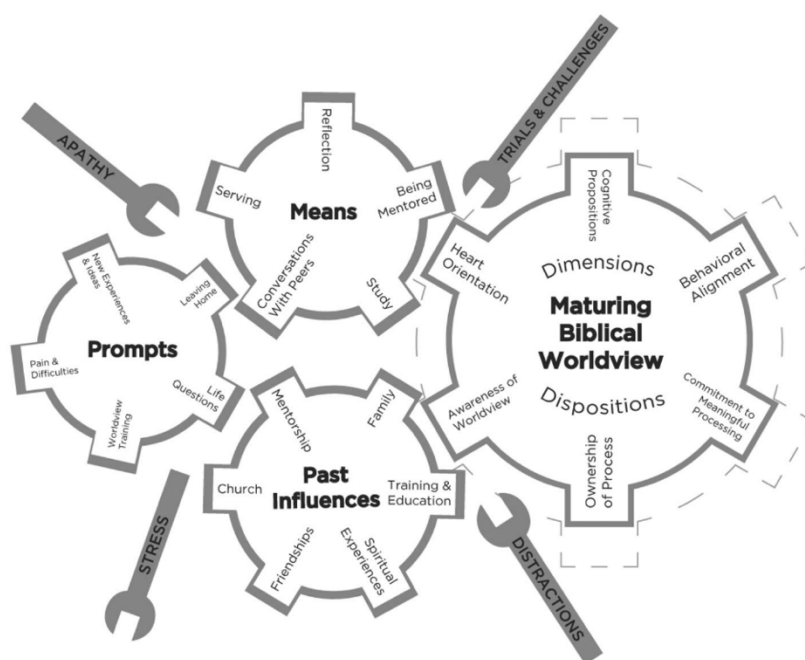 APATHY
TRIALS & CHALLENGES
Reflection
Serving
Being
Mentored
Means
Conversations
With Peers
Study
New Experiences
& Ideas
Leaving
Home
Prompts
Pain &
Difficulties
Life
Questions
Worldview
Training
Cognitive
Propositions
Heart
Orientation
Dimensions
Behavioral
Alignment
Maturing
Biblical
Worldview
Awareness of
Worldview
Dispositions
Commitment to
Meaningful
Processing
Ownership
of Process
Mentorship
Family
Church
Past
Influences
Training &
Education
Friendships
Spiritual
Experiences
STRESS
DISTRACTIONS